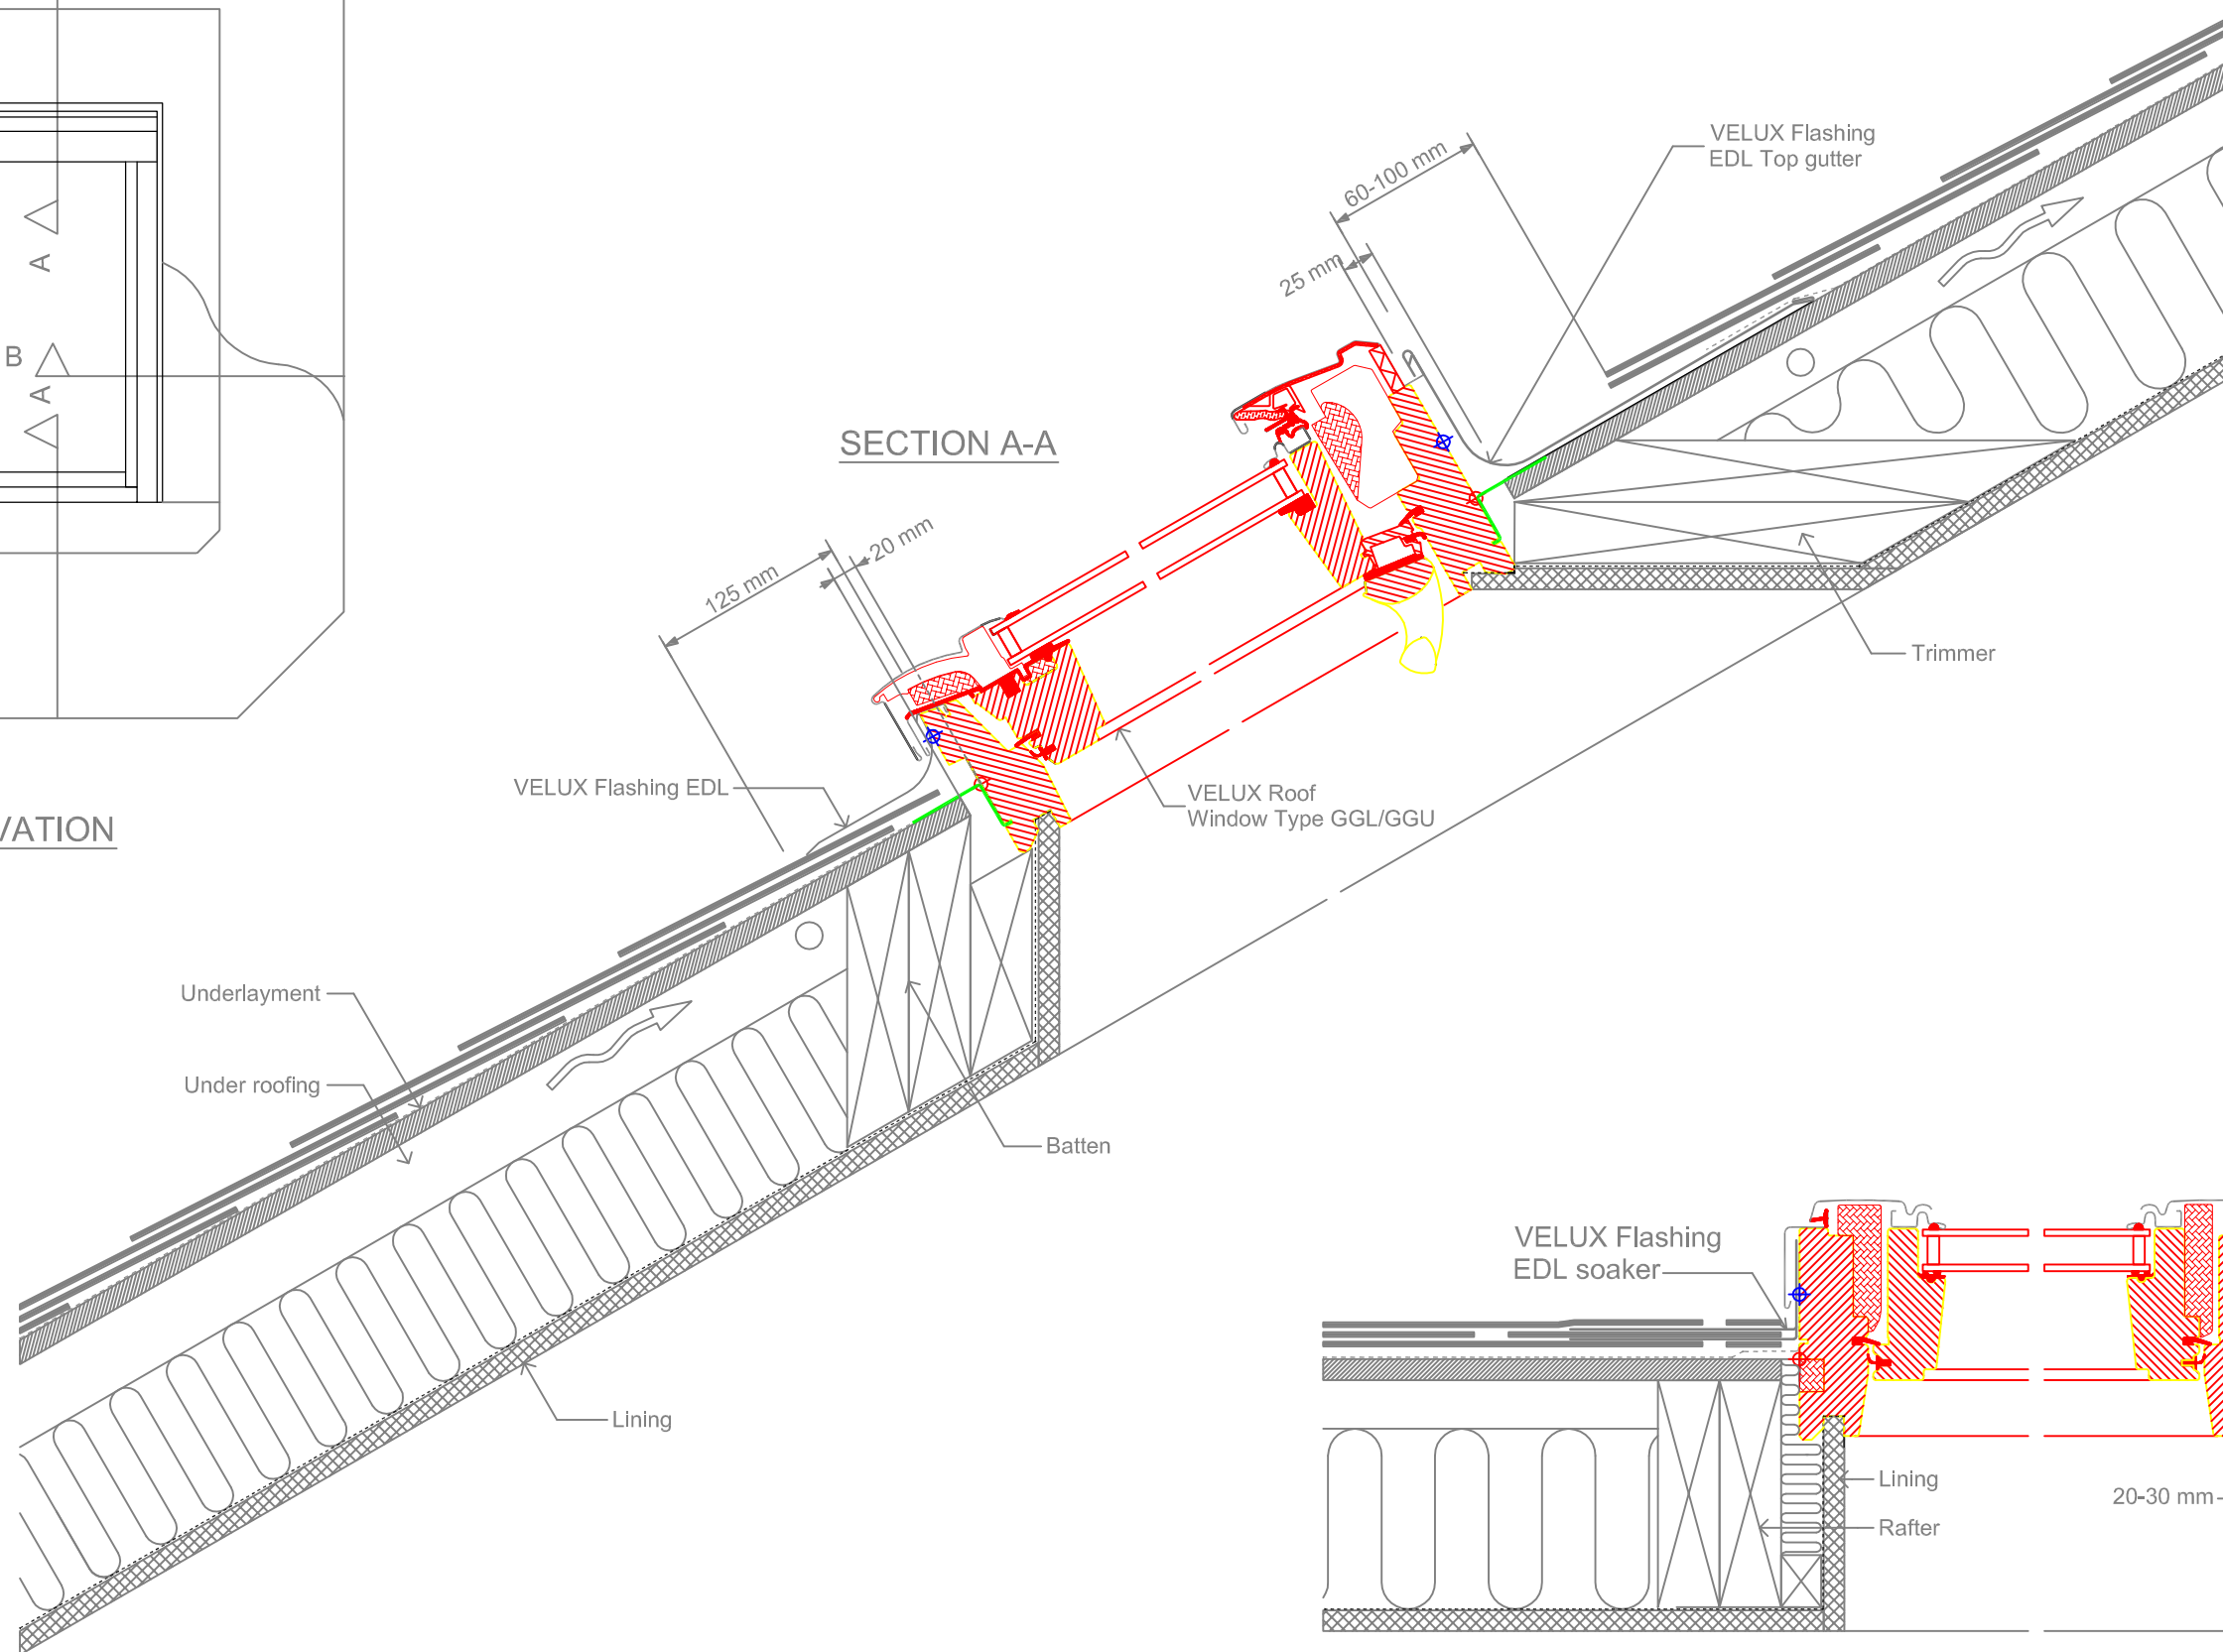 A
B
A
VATION
SECTION A-A
60-100 mm
25 mm
VELUX Flashing
EDL Top gutter
125 mm
20 mm
Trimmer
VELUX Flashing EDL
VELUX Roof
Window Type GGL/GGU
Underlayment
Under roofing
Batten
Lining
VELUX Flashing
EDL soaker
Lining
20-30 mm
Rafter